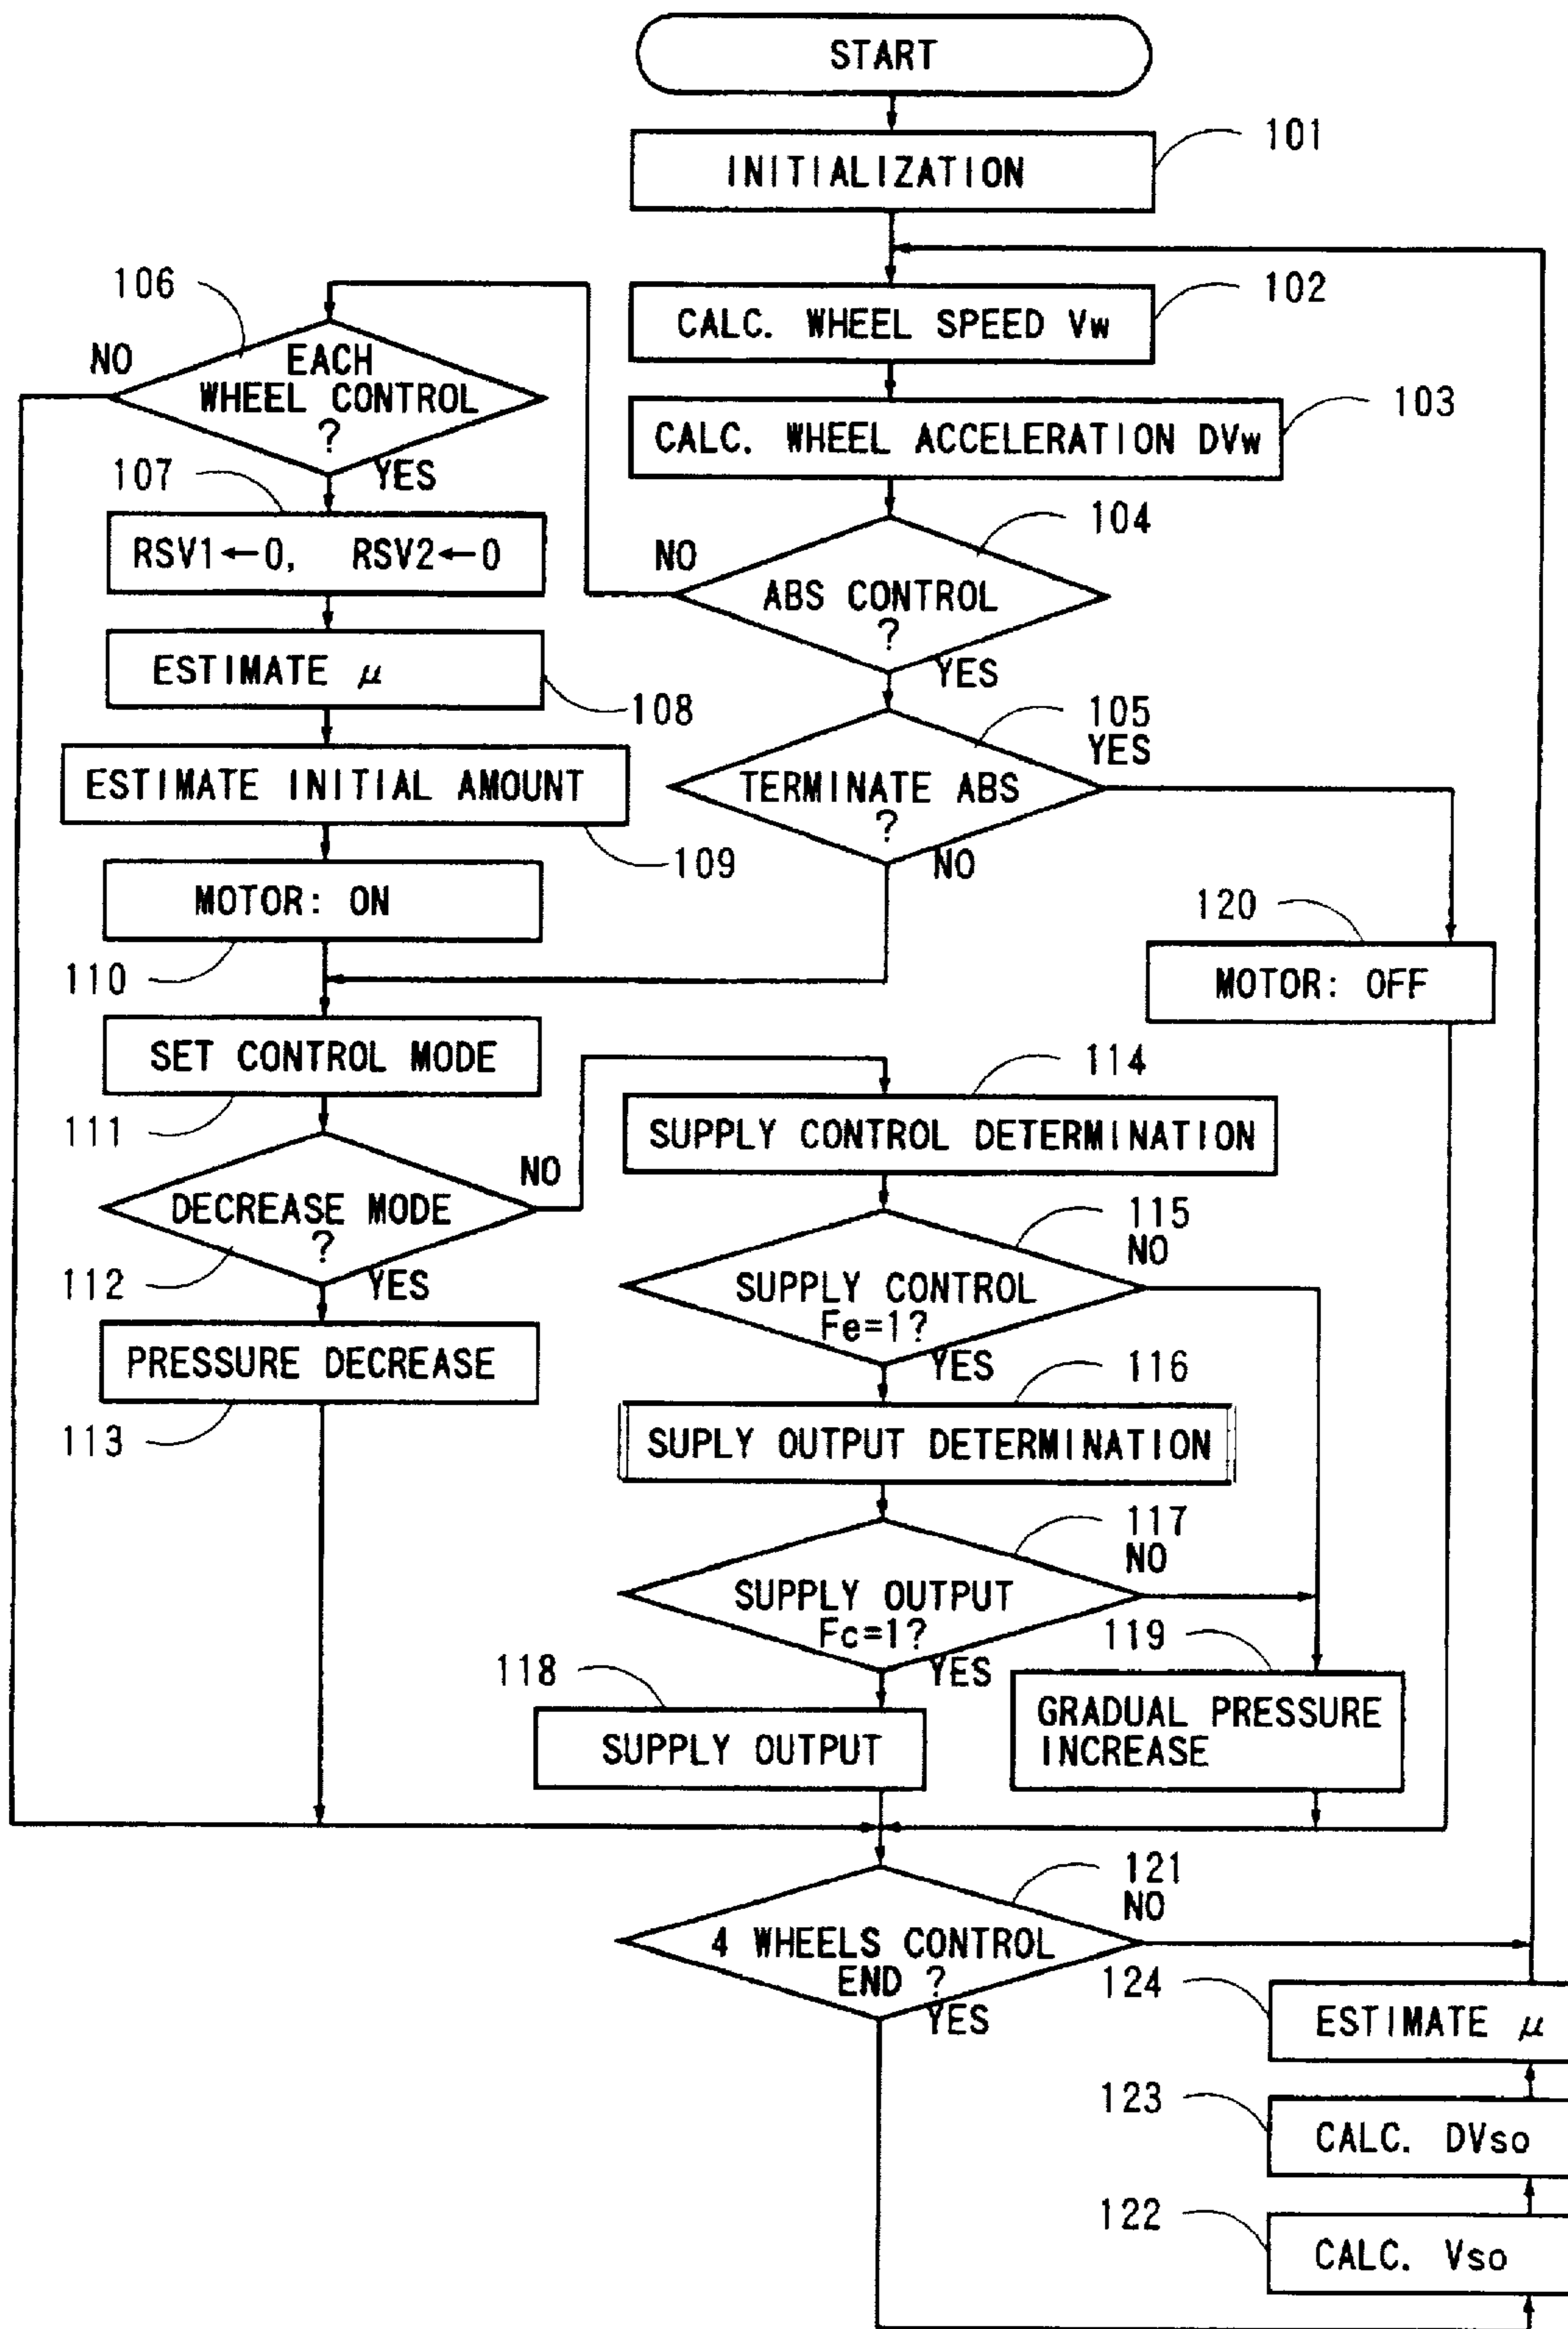 START
101
INITIALIZATION
106
102
CALC. WHEEL SPEED Vw
NO
EACH
WHEEL CONTROL
?
YES
103
CALC. WHEEL ACCELERATION DVw
107
RSV1←0, RSV2←0
104
NO
ABS CONTROL
?
YES
ESTIMATE μ
108
105
YES
TERMINATE ABS
?
NO
ESTIMATE INITIAL AMOUNT
109
MOTOR: ON
110
120
MOTOR: OFF
SET CONTROL MODE
111
114
SUPPLY CONTROL DETERMINATION
NO
DECREASE MODE
?
112
YES
115
NO
SUPPLY CONTROL
Fe=1?
YES
PRESSURE DECREASE
113
116
SUPLY OUTPUT DETERMINATION
117
NO
SUPPLY OUTPUT
Fc=1?
YES
118
SUPPLY OUTPUT
119
GRADUAL PRESSURE
INCREASE
121
NO
4 WHEELS CONTROL
END ?
YES
124
ESTIMATE μ
123
CALC. DVso
122
CALC. Vso